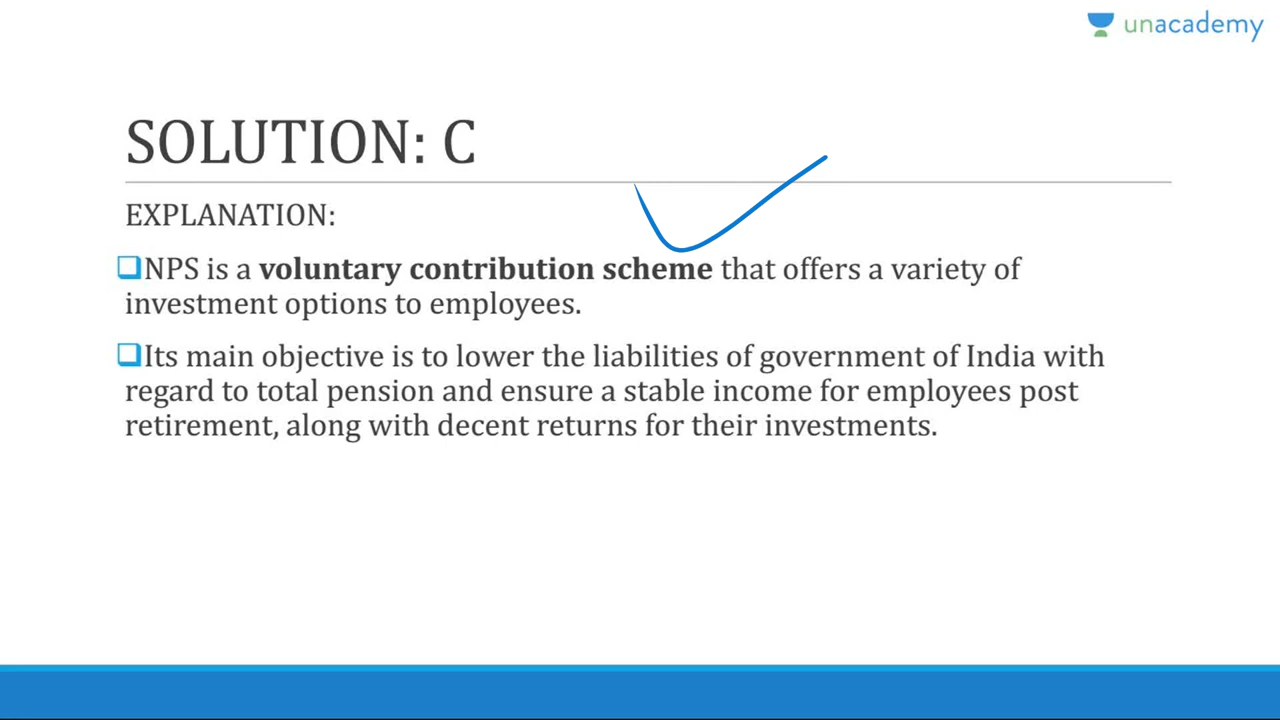 unacademy
SOLUTION: C
EXPLANATION:
NPS is a voluntary contribution scheme that offers a variety of
investment options to employees.
Its main objective is to lower the liabilities of government of India with
regard to total pension and ensure a stable income for employees post
retirement, along with decent returns for their investments.